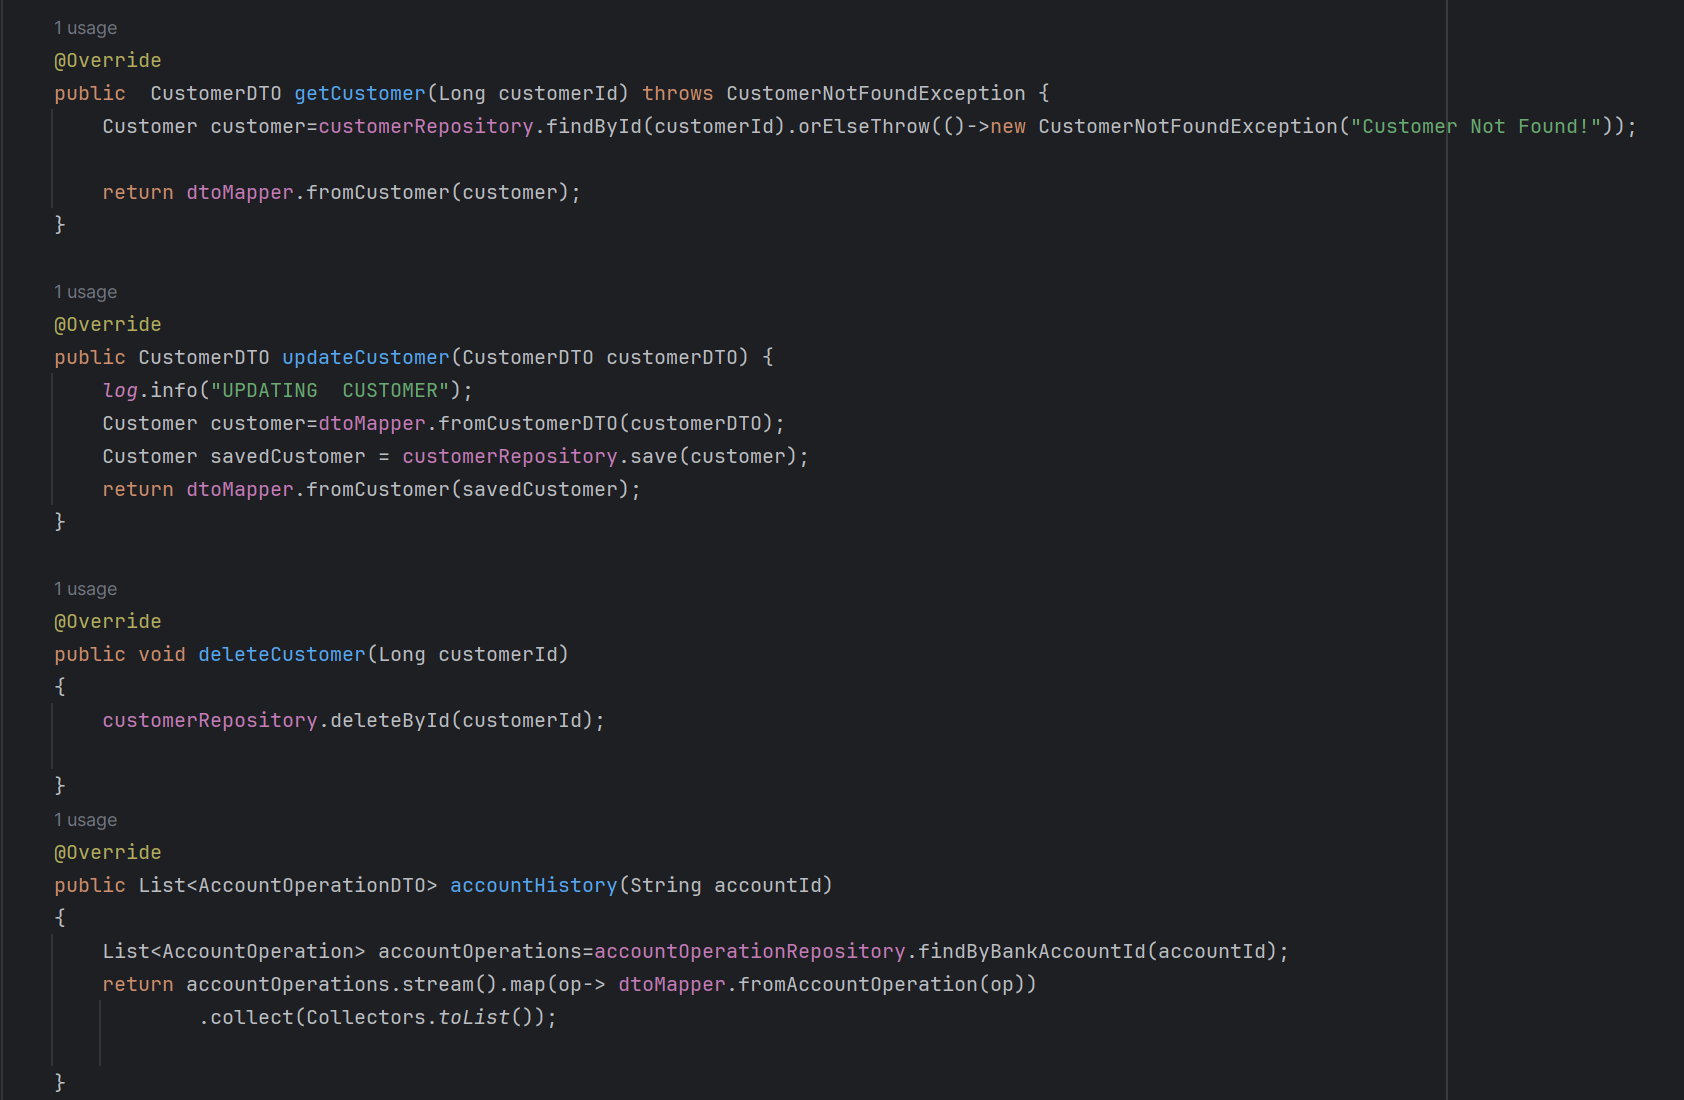 1 usage
@Override
public  CustomerDTO getCustomer(Long customerId) throws CustomerNotFoundException {
    Customer customer=customerRepository.findById(customerId).orElseThrow(()->new CustomerNotFoundException("Customer Not Found!"));
    return dtoMapper.fromCustomer(customer);
}
1 usage
@Override
public CustomerDTO updateCustomer(CustomerDTO customerDTO) {
    log.info("UPDATING  CUSTOMER");
    Customer customer=dtoMapper.fromCustomerDTO(customerDTO);
    Customer savedCustomer = customerRepository.save(customer);
    return dtoMapper.fromCustomer(savedCustomer);
}
1 usage
@Override
public void deleteCustomer(Long customerId)
{
    customerRepository.deleteById(customerId);
}
1 usage
@Override
public List<AccountOperationDTO> accountHistory(String accountId)
{
    List<AccountOperation> accountOperations=accountOperationRepository.findByBankAccountId(accountId);
    return accountOperations.stream().map(op-> dtoMapper.fromAccountOperation(op))
            .collect(Collectors.toList());
}